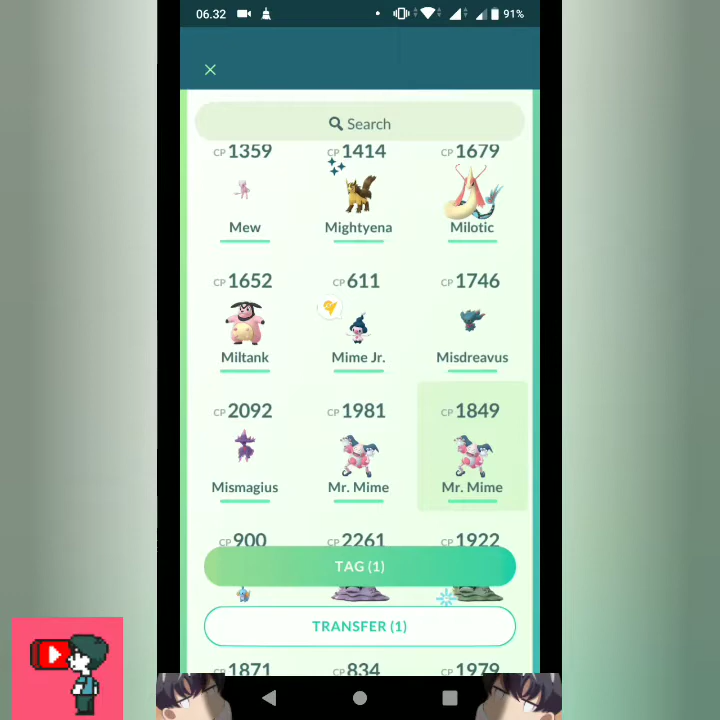 06.32 91%
Search
CP 1359 CP 1414 CP 1679
Mew Mightyena Milotic
CP 1652 CP 611 CP 1746
Miltank Mime Jr. Misdreavus
CP 2092 CP 1981 CP 1849
Mismagius Mr. Mime Mr. Mime
CP 900 CP 2261 CP 1922
TAG (1)
TRANSFER (1)
CP 1871 CP 834 CP 1979